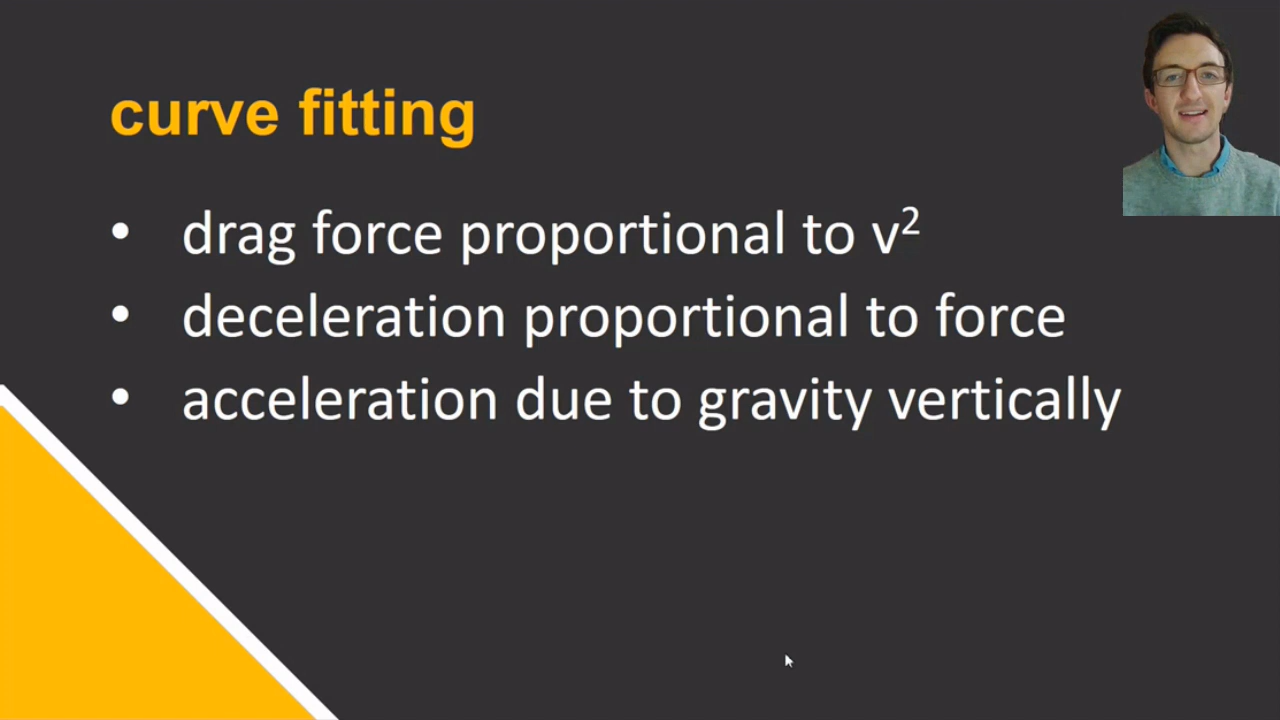 curve fitting
• drag force proportional to v²
• deceleration proportional to force
• acceleration due to gravity vertically